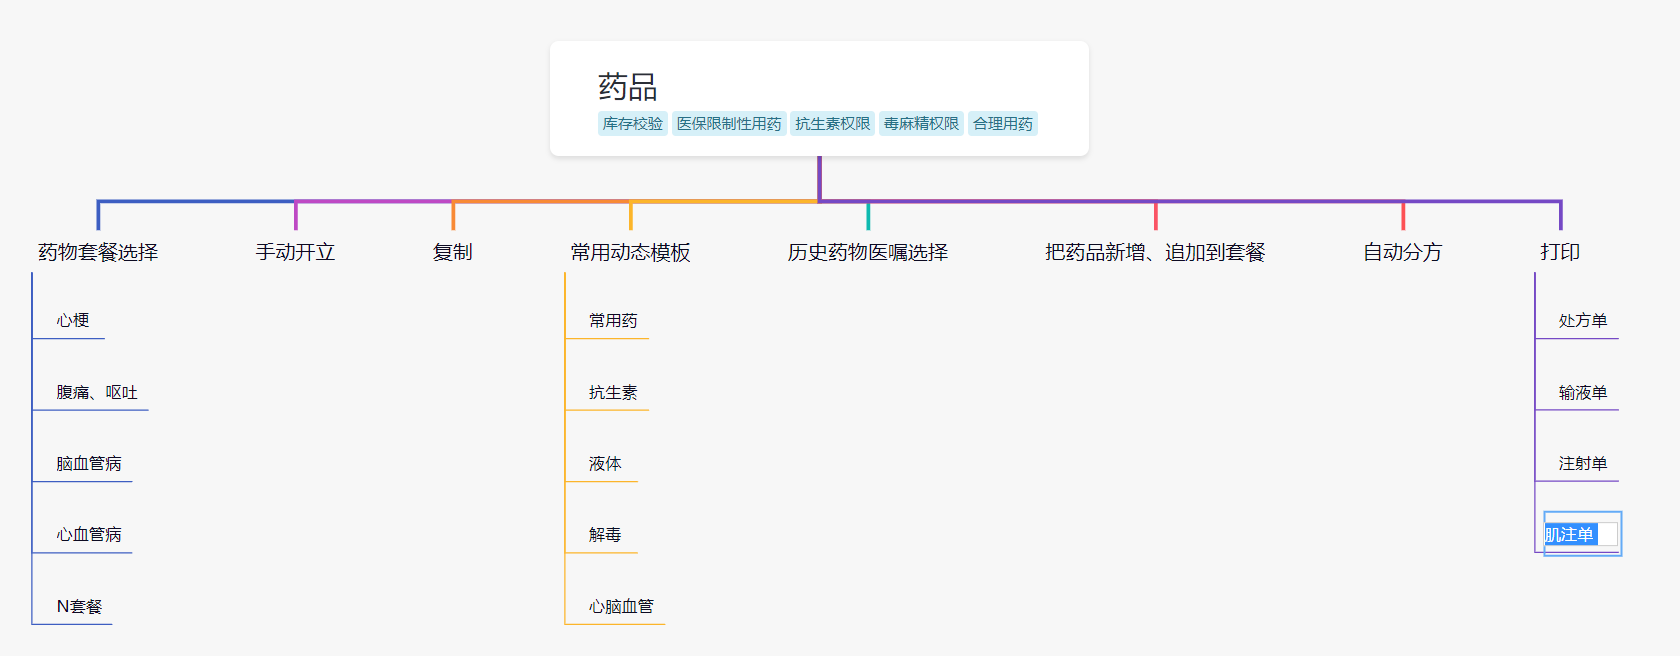 药品
库存校验 医保限制性用药 抗生素权限 毒麻精权限 合理用药
药物套餐选择 手动开立 复制 常用动态模板 历史药物医嘱选择 把药品新增、追加到套餐 自动分方 打印
心梗 常用药 处方单
腹痛、呕吐 抗生素 输液单
脑血管病 液体 注射单
心血管病 解毒 肌注单
N套餐 心脑血管